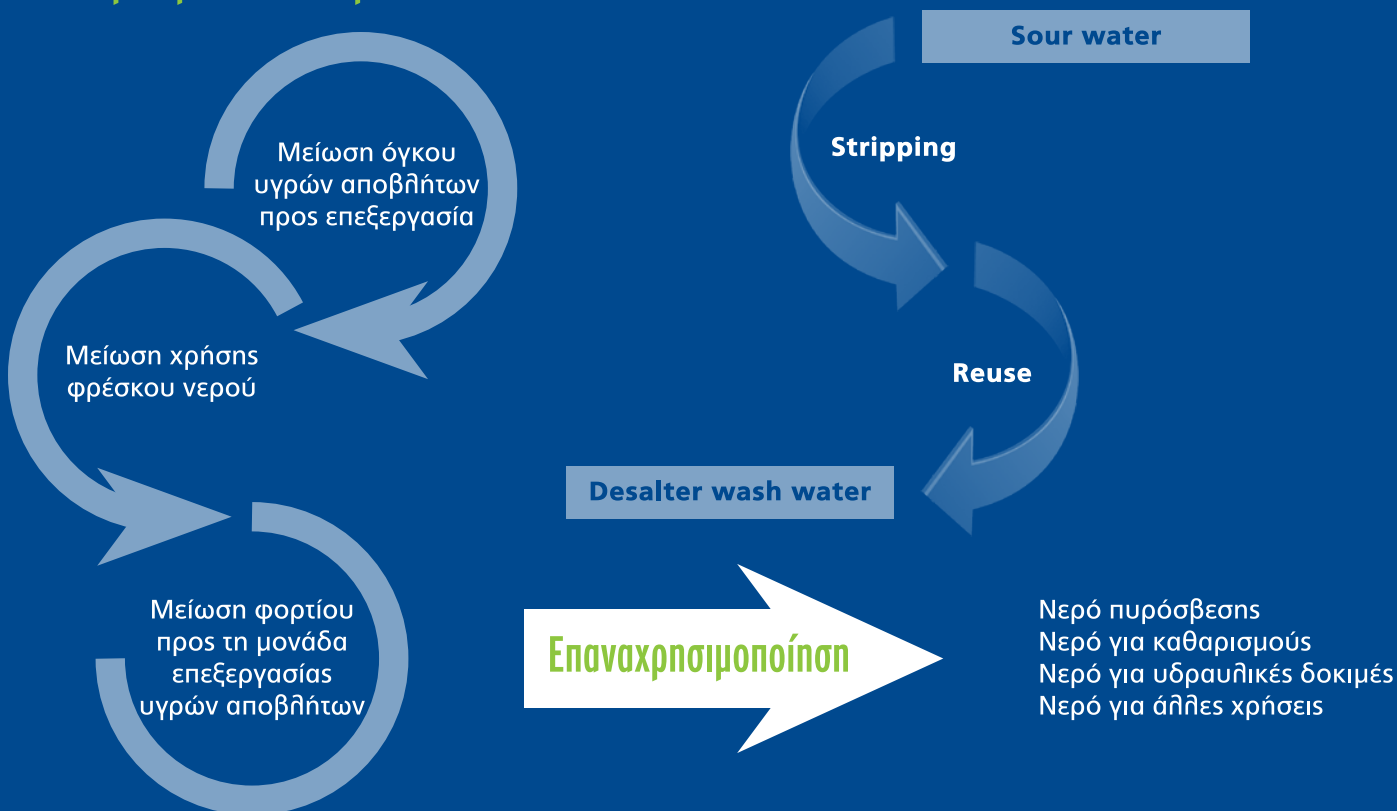 Sour water
Stripping
Reuse
Desalter wash water
Μείωση όγκου
υγρών αποβλήτων
προς επεξεργασία
Μείωση χρήσης
φρέσκου νερού
Μείωση φορτίου
προς τη μονάδα
επεξεργασίας
υγρών αποβλήτων
Επαναχρησιμοποίηση
Νερό πυρόσβεσης
Νερό για καθαρισμούς
Νερό για υδραυλικές δοκιμές
Νερό για άλλες χρήσεις